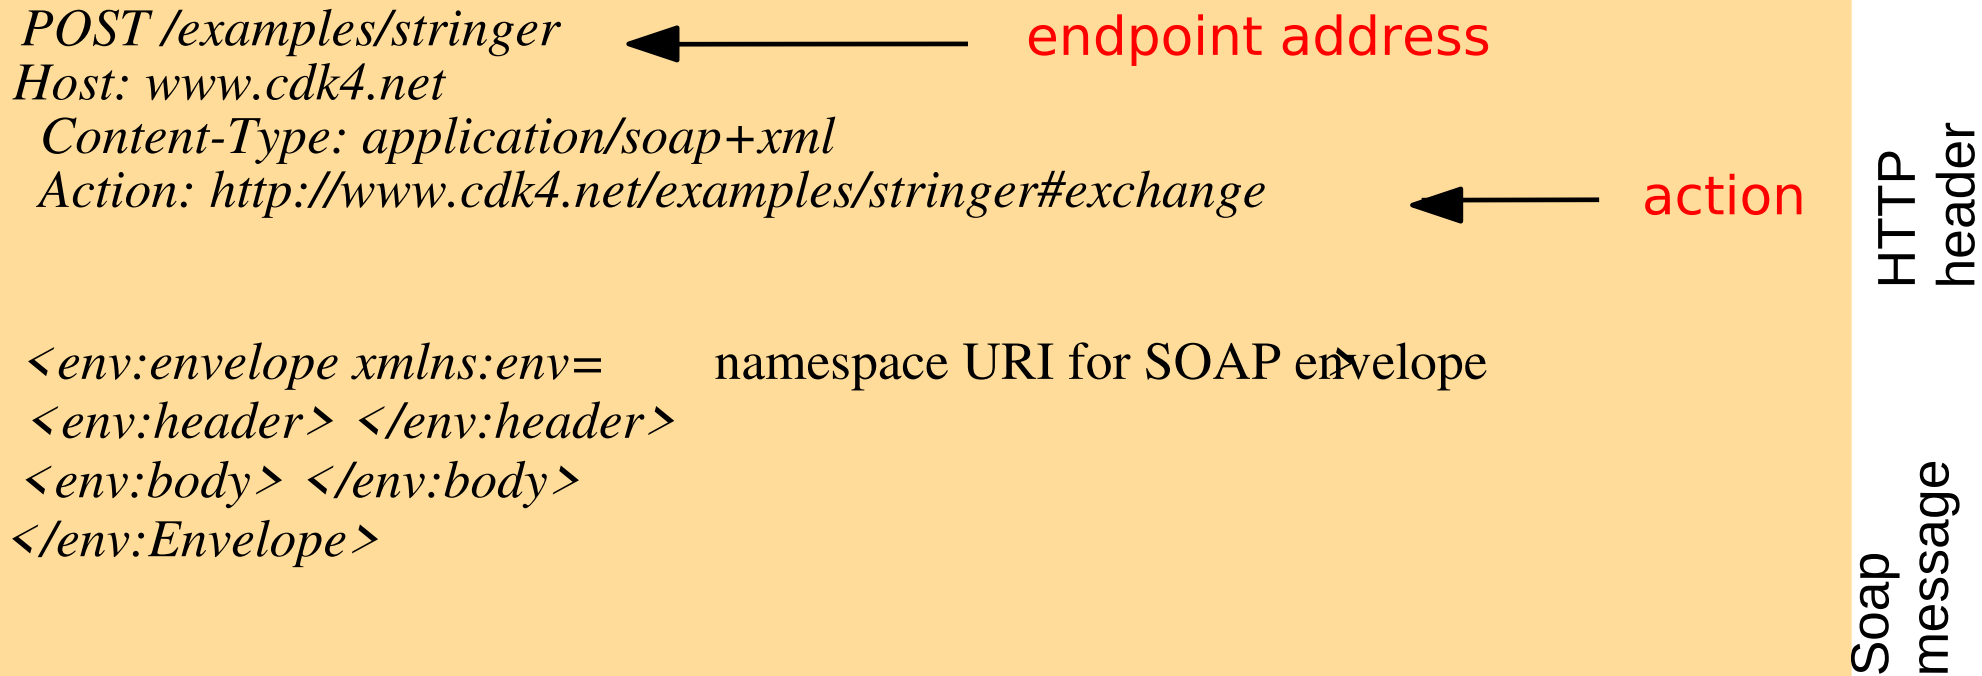 POST /examples/stringer
endpoint address
Host: www.cdk4.net
Content-Type: application/soap+xml
Action: http://www.cdk4.net/examples/stringer#exchange
action
HTTP
header
<env:envelope xmlns:env= namespace URI for SOAP envelope >
<env:header> </env:header>
<env:body> </env:body>
</env:Envelope>
Soap
message